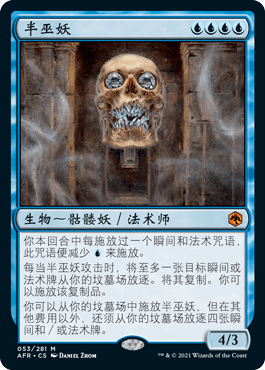 半巫妖
生物～骷髅妖／法术师
你本回合中每施放过一个瞬间和法术咒语，
此咒语便减少来施放。
每当半巫妖攻击时，将至多一张目标瞬间或
法术牌从你的坟墓场中放逐。将其复制。你可
以施放该复制品。
你可以从你的坟墓场中施放半巫妖，但在其
他费用以外，还须从你的坟墓场放逐四张瞬
间和／或法术牌。
4/3
053/281 M
AFR • CS DANIEL ZROM
™ & © 2021 Wizards of the Coast